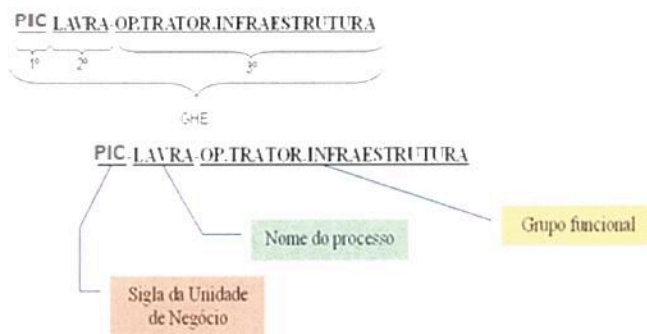 PIC LAVRA-OP.TRATOR.INFRAESTRUTURA
1º 2º 3º
GHE
PIC-LAVRA-OP.TRATOR.INFRAESTRUTURA
Grupo funcional
Nome do processo
Sigla da Unidade
de Negócio